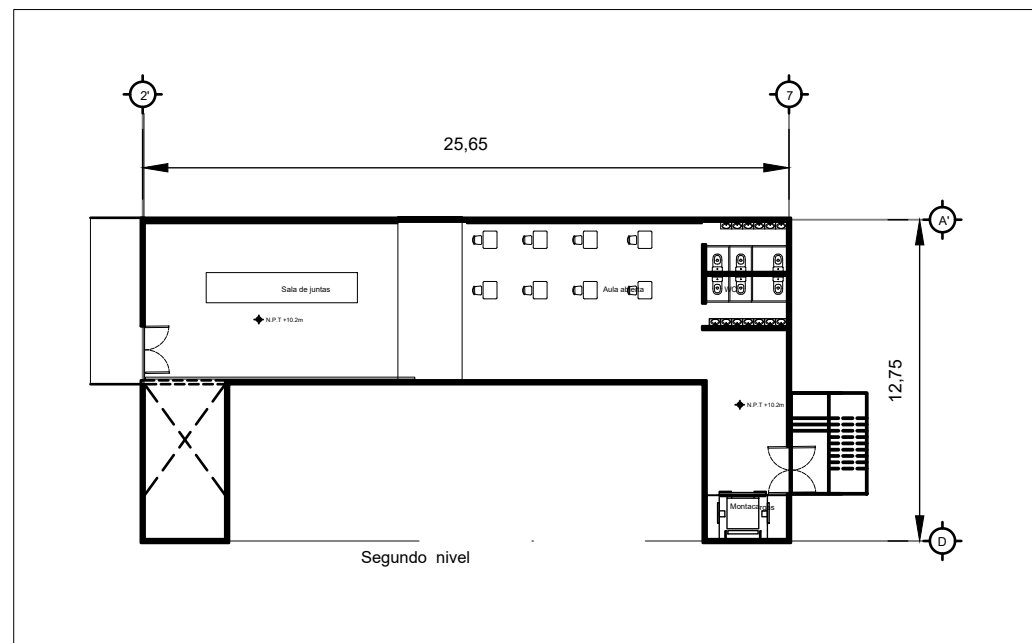 2'
7
25,65
A'
Sala de juntas
Aula abierta
WC
N.P.T +10.2m
12,75
N.P.T +10.2m
Montacargas
D
Segundo nivel